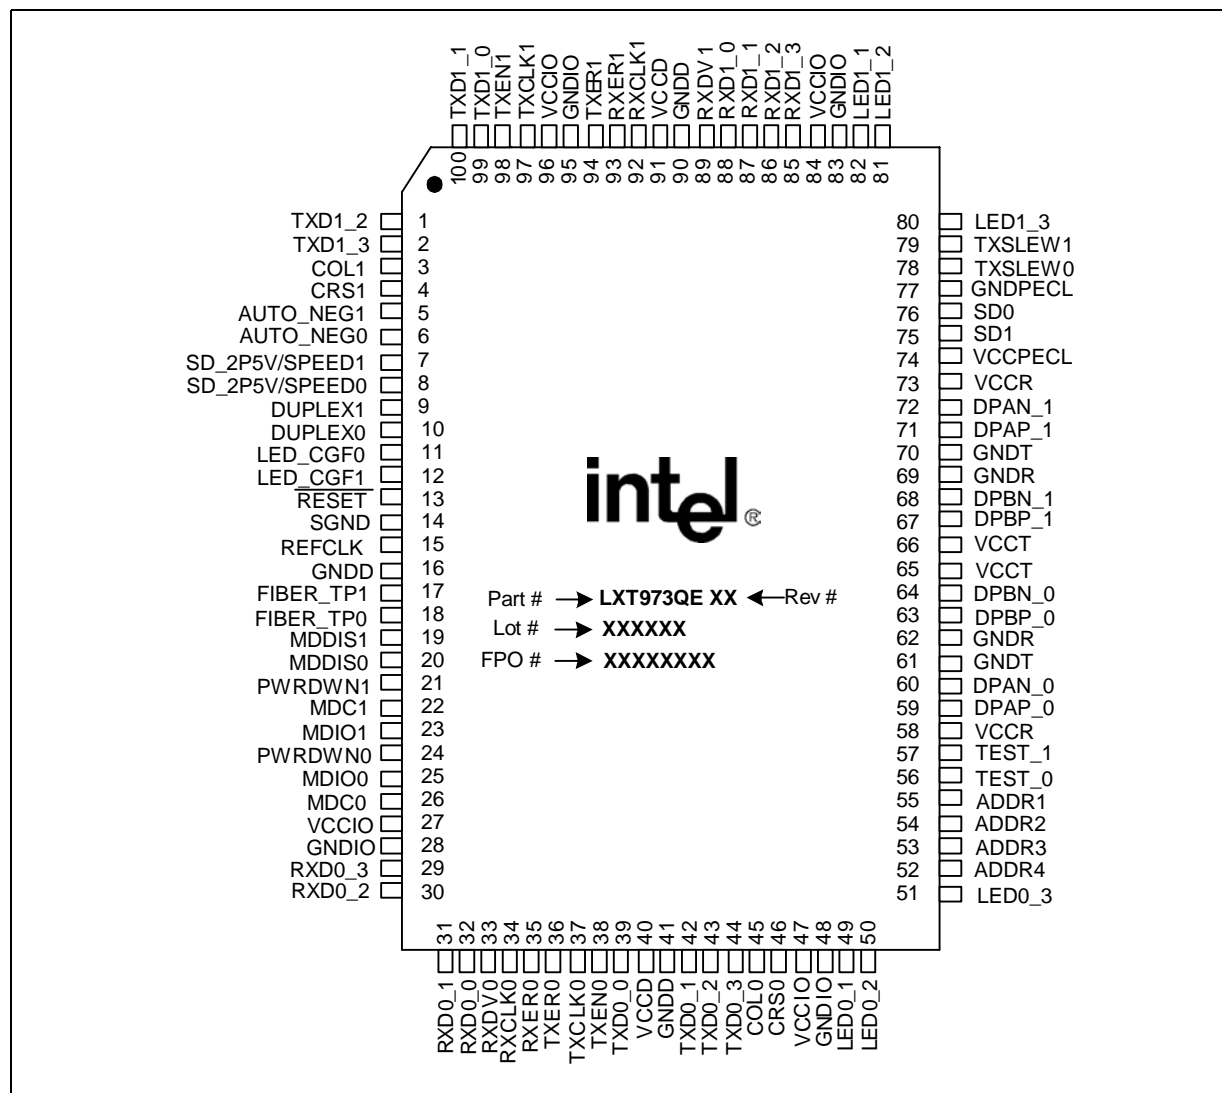 TXD1_1
TXD1_0
TXEN1
TXCLK1
VCCIO
GNDIO
TXER1
RXER1
RXCLK1
VCCD
GNDD
RXDV1
RXD1_0
RXD1_1
RXD1_2
RXD1_3
VCCIO
GNDIO
LED1_1
LED1_2
100
99
98
97
96
95
94
93
92
91
90
89
88
87
86
85
84
83
82
81
TXD1_2 1
TXD1_3 2
COL1 3
CRS1 4
AUTO_NEG1 5
AUTO_NEG0 6
SD_2P5V/SPEED1 7
SD_2P5V/SPEED0 8
DUPLEX1 9
DUPLEX0 10
LED_CGF0 11
LED_CGF1 12
RESET 13
SGND 14
REFCLK 15
GNDD 16
FIBER_TP1 17
FIBER_TP0 18
MDDIS1 19
MDDIS0 20
PWRDWN1 21
MDC1 22
MDIO1 23
PWRDWN0 24
MDIO0 25
MDC0 26
VCCIO 27
GNDIO 28
RXD0_3 29
RXD0_2 30
intel®
Part # LXT973QE XX Rev #
Lot # XXXXXX
FPO # XXXXXXXX
80 LED1_3
79 TXSLEW1
78 TXSLEW0
77 GNDPECL
76 SD0
75 SD1
74 VCCPECL
73 VCCR
72 DPAN_1
71 DPAP_1
70 GNDT
69 GNDR
68 DPBN_1
67 DPBP_1
66 VCCT
65 VCCT
64 DPBN_0
63 DPBP_0
62 GNDR
61 GNDT
60 DPAN_0
59 DPAP_0
58 VCCR
57 TEST_1
56 TEST_0
55 ADDR1
54 ADDR2
53 ADDR3
52 ADDR4
51 LED0_3
31
32
33
34
35
36
37
38
39
40
41
42
43
44
45
46
47
48
49
50
RXD0_1
RXD0_0
RXDV0
RXCLK0
RXER0
TXER0
TXCLK0
TXEN0
TXD0_0
VCCD
GNDD
TXD0_1
TXD0_2
TXD0_3
COL0
CRS0
VCCIO
GNDIO
LED0_1
LED0_2